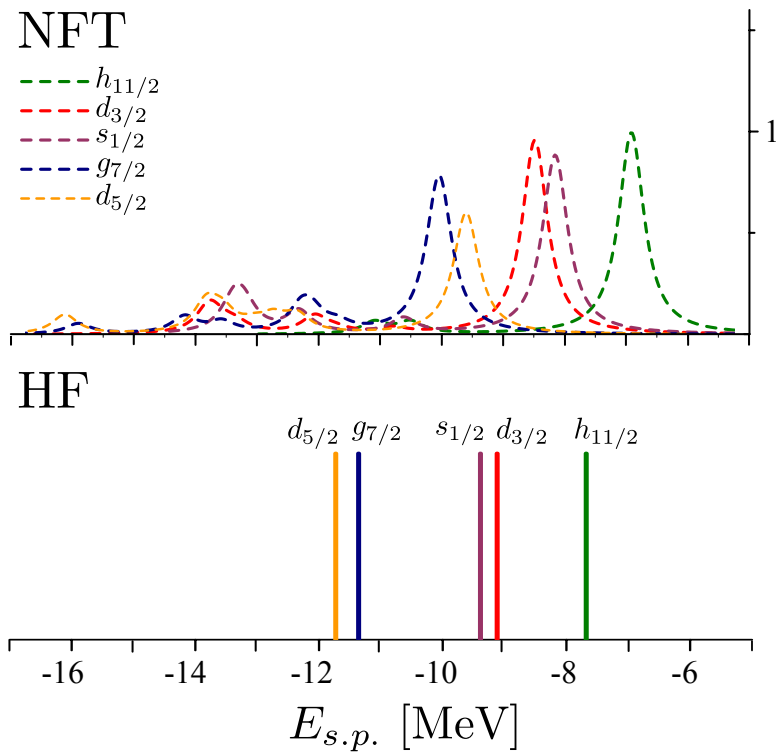 NFT
h11/2
d3/2
1
s1/2
g7/2
d5/2
HF
d5/2 g7/2 s1/2 d3/2 h11/2
-16 -14 -12 -10 -8 -6
Es.p. [MeV]